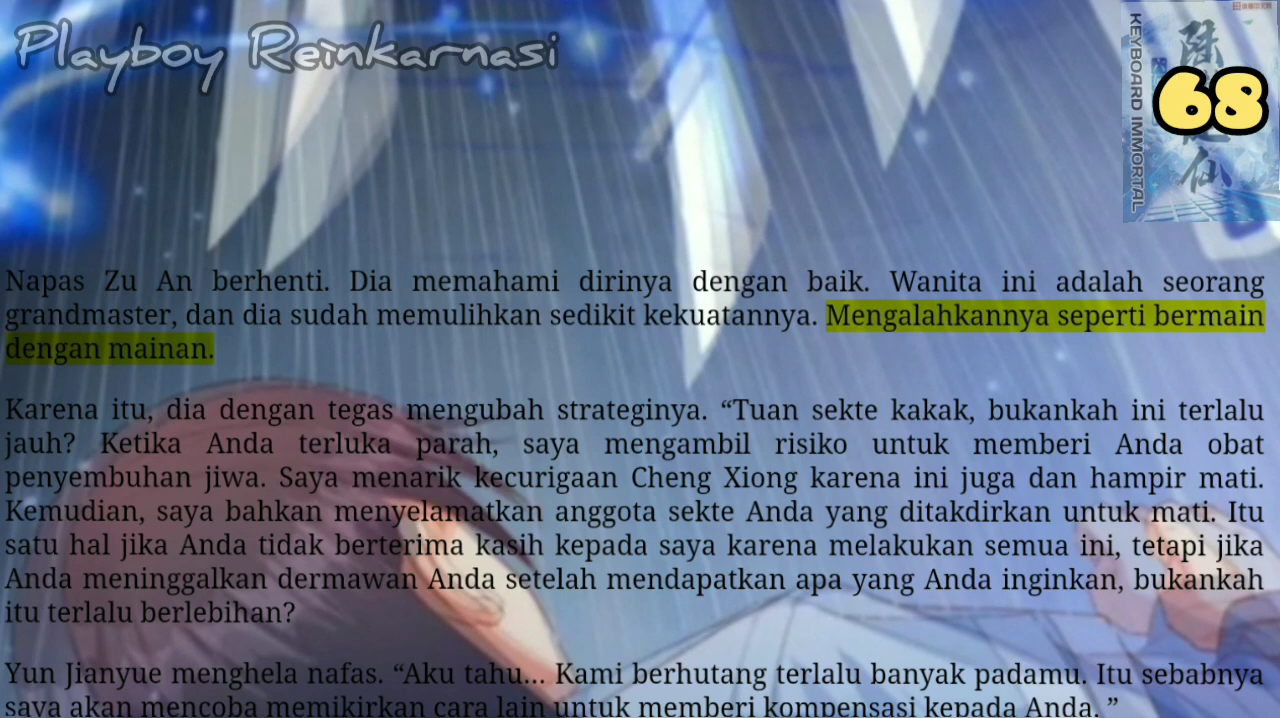 Playboy Reinkarnasi
KEYBOARD IMMORTAL
68
Napas Zu An berhenti. Dia memahami dirinya dengan baik. Wanita ini adalah seorang
grandmaster, dan dia sudah memulihkan sedikit kekuatannya. Mengalahkannya seperti bermain
dengan mainan.
Karena itu, dia dengan tegas mengubah strateginya. “Tuan sekte kakak, bukankah ini terlalu
jauh? Ketika Anda terluka parah, saya mengambil risiko untuk memberi Anda obat
penyembuhan jiwa. Saya menarik kecurigaan Cheng Xiong karena ini juga dan hampir mati.
Kemudian, saya bahkan menyelamatkan anggota sekte Anda yang ditakdirkan untuk mati. Itu
satu hal jika Anda tidak berterima kasih kepada saya karena melakukan semua ini, tetapi jika
Anda meninggalkan dermawan Anda setelah mendapatkan apa yang Anda inginkan, bukankah
itu terlalu berlebihan?
Yun Jianyue menghela nafas. “Aku tahu... Kami berhutang terlalu banyak padamu. Itu sebabnya
saya akan mencoba memikirkan cara lain untuk memberi kompensasi kepada Anda. ”